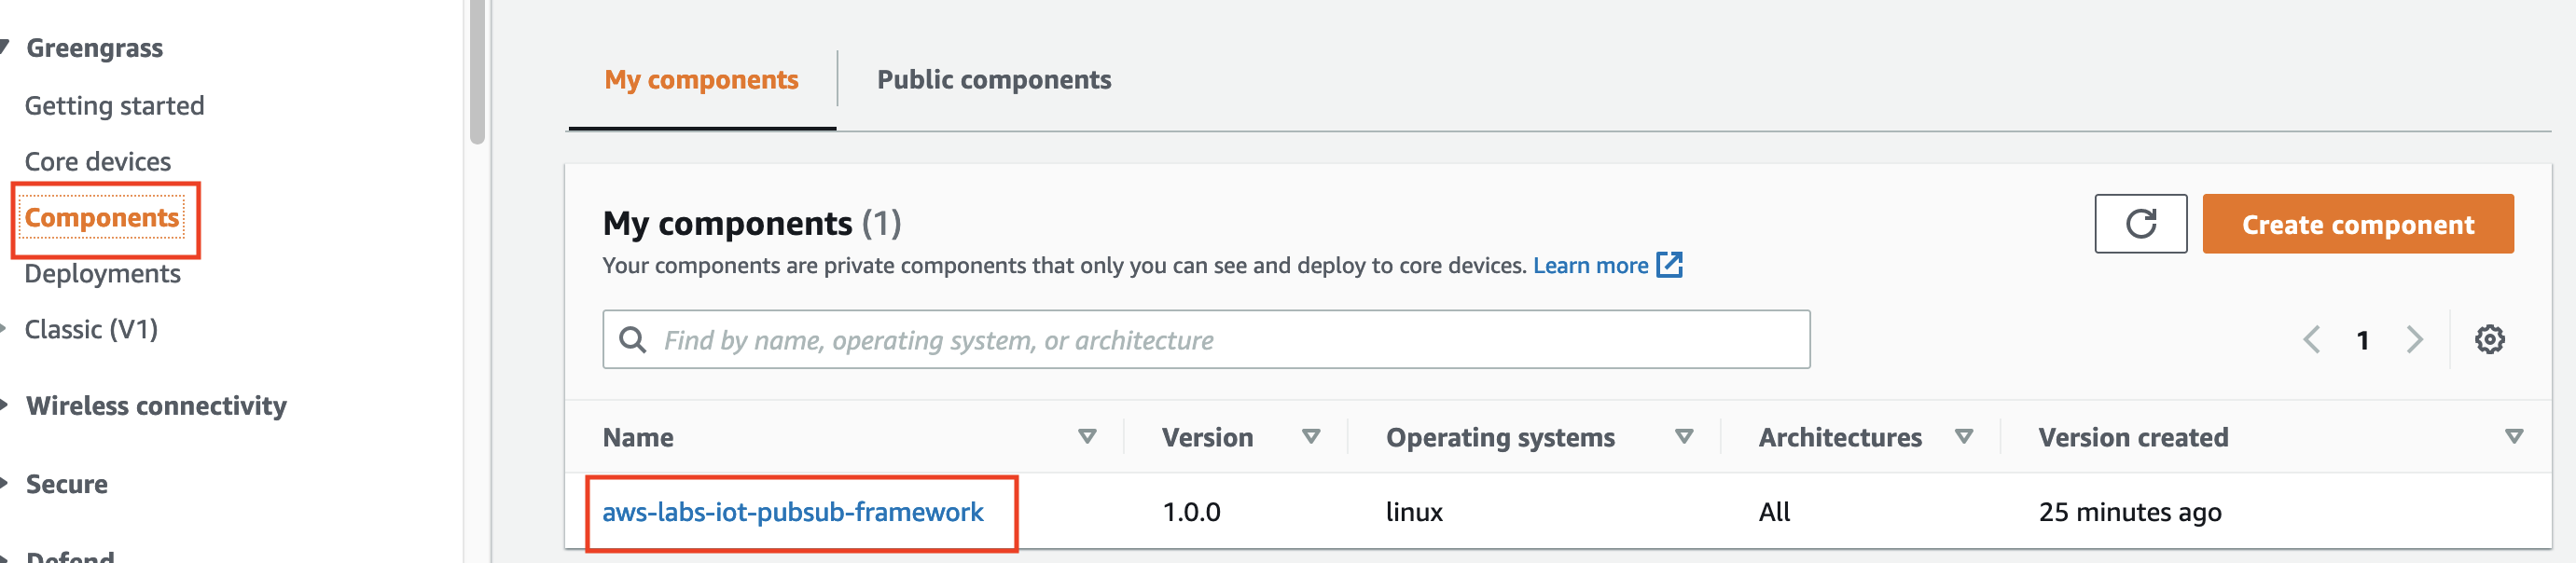 Greengrass
Getting started
Core devices
Components
Deployments
Classic (V1)
Wireless connectivity
Secure
Defend
My components
Public components
My components (1)
Create component
Your components are private components that only you can see and deploy to core devices. Learn more
Find by name, operating system, or architecture
1
Name Version Operating systems Architectures Version created
aws-labs-iot-pubsub-framework 1.0.0 linux All 25 minutes ago